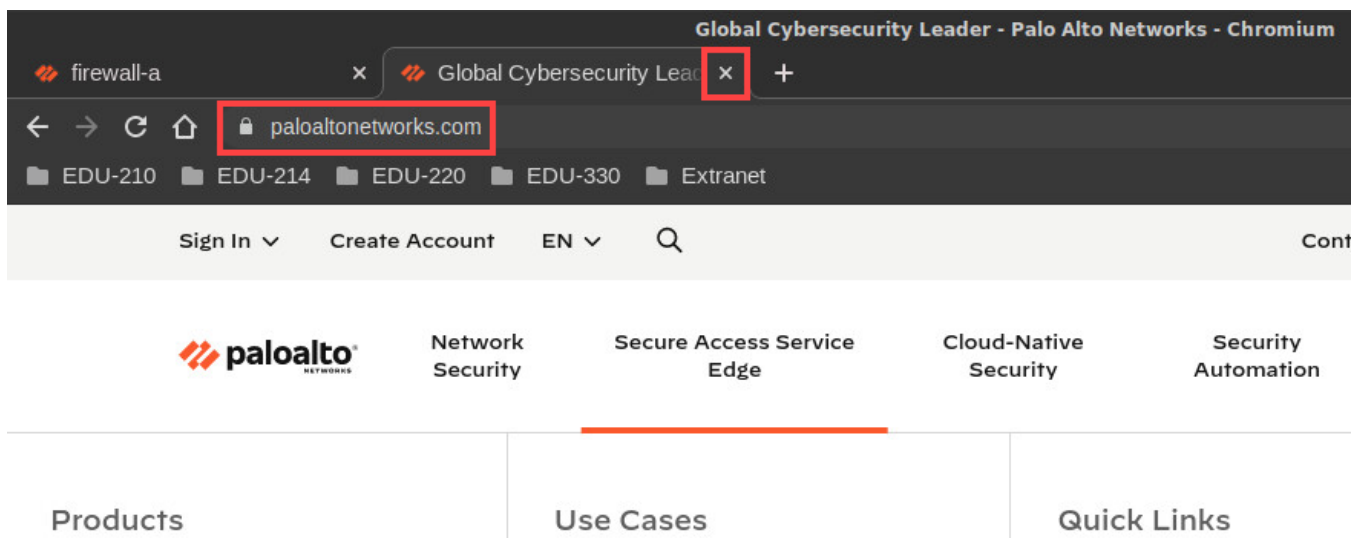 Global Cybersecurity Leader - Palo Alto Networks - Chromium
firewall-a Global Cybersecurity Lead
paloaltonetworks.com
EDU-210 EDU-214 EDU-220 EDU-330 Extranet
Sign In Create Account EN Cont
paloalto NETWORKS
Network
Security
Secure Access Service
Edge
Cloud-Native
Security
Security
Automation
Products Use Cases Quick Links